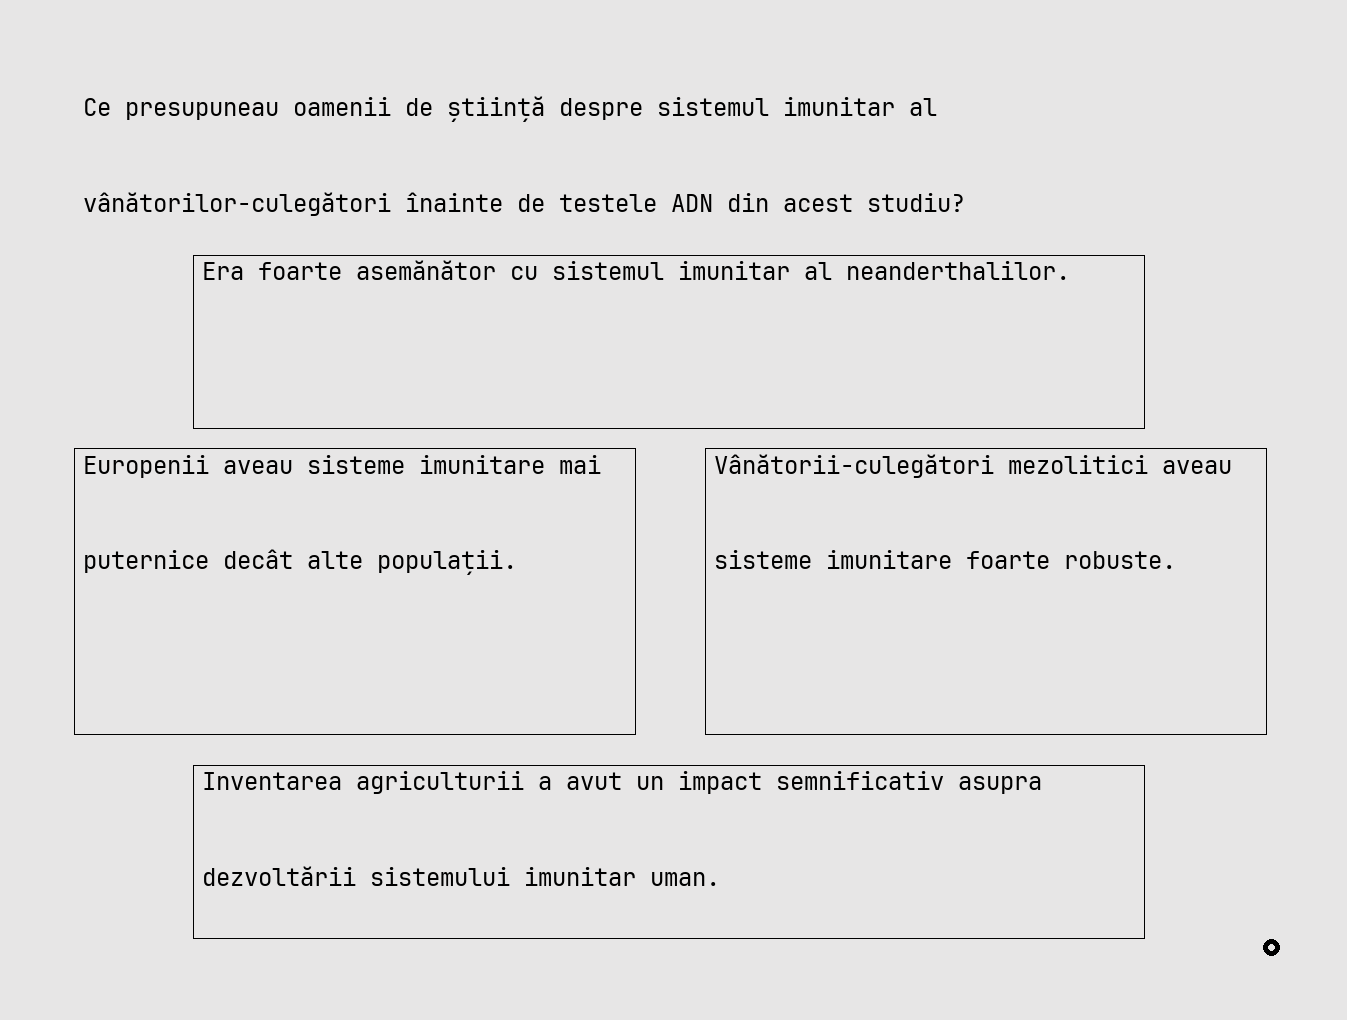 Ce presupuneau oamenii de știință despre sistemul imunitar al
vânătorilor-culegători înainte de testele ADN din acest studiu?
Era foarte asemănător cu sistemul imunitar al neanderthalilor.
Europenii aveau sisteme imunitare mai
puternice decât alte populații.
Vânătorii-culegători mezolitici aveau
sisteme imunitare foarte robuste.
Inventarea agriculturii a avut un impact semnificativ asupra
dezvoltării sistemului imunitar uman.